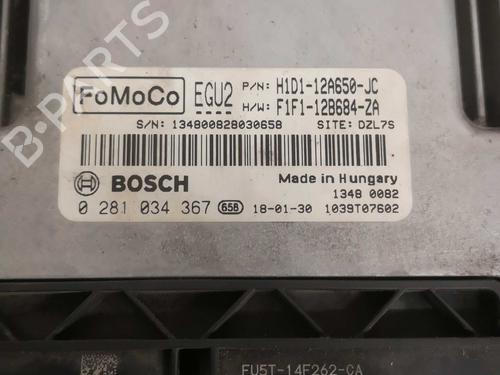 FoMoCo EGU2 P/N: H1D1-12A650-JC
H/W: F1F1-12B684-ZA
S/N: 134800828030658 SITE: DZL7S
BOSCH Made in Hungary
1348 0082
0 281 034 367 658 18-01-30 1039T07602
FU5T-14F262-CA
B-PARTS